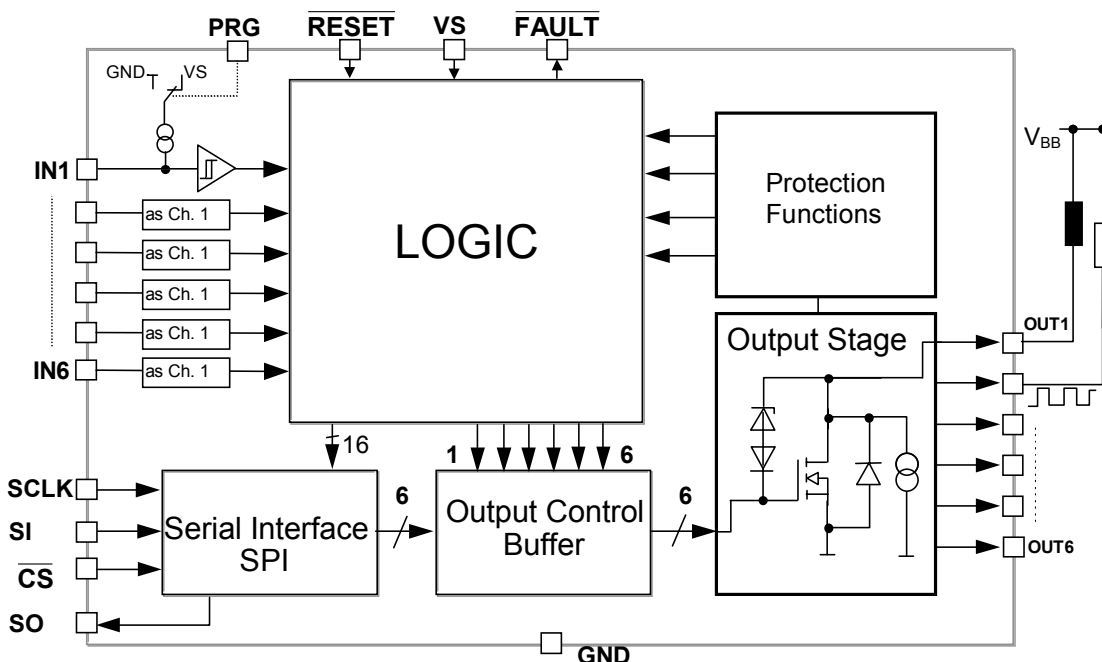 PRG
RESET
VS
FAULT
GND
VS
IN1
as Ch. 1
as Ch. 1
as Ch. 1
as Ch. 1
IN6
as Ch. 1
LOGIC
Protection
Functions
VBB
OUT1
Output Stage
16
1
6
SCLK
SI
CS
SO
Serial Interface
SPI
6
Output Control
Buffer
6
OUT6
GND